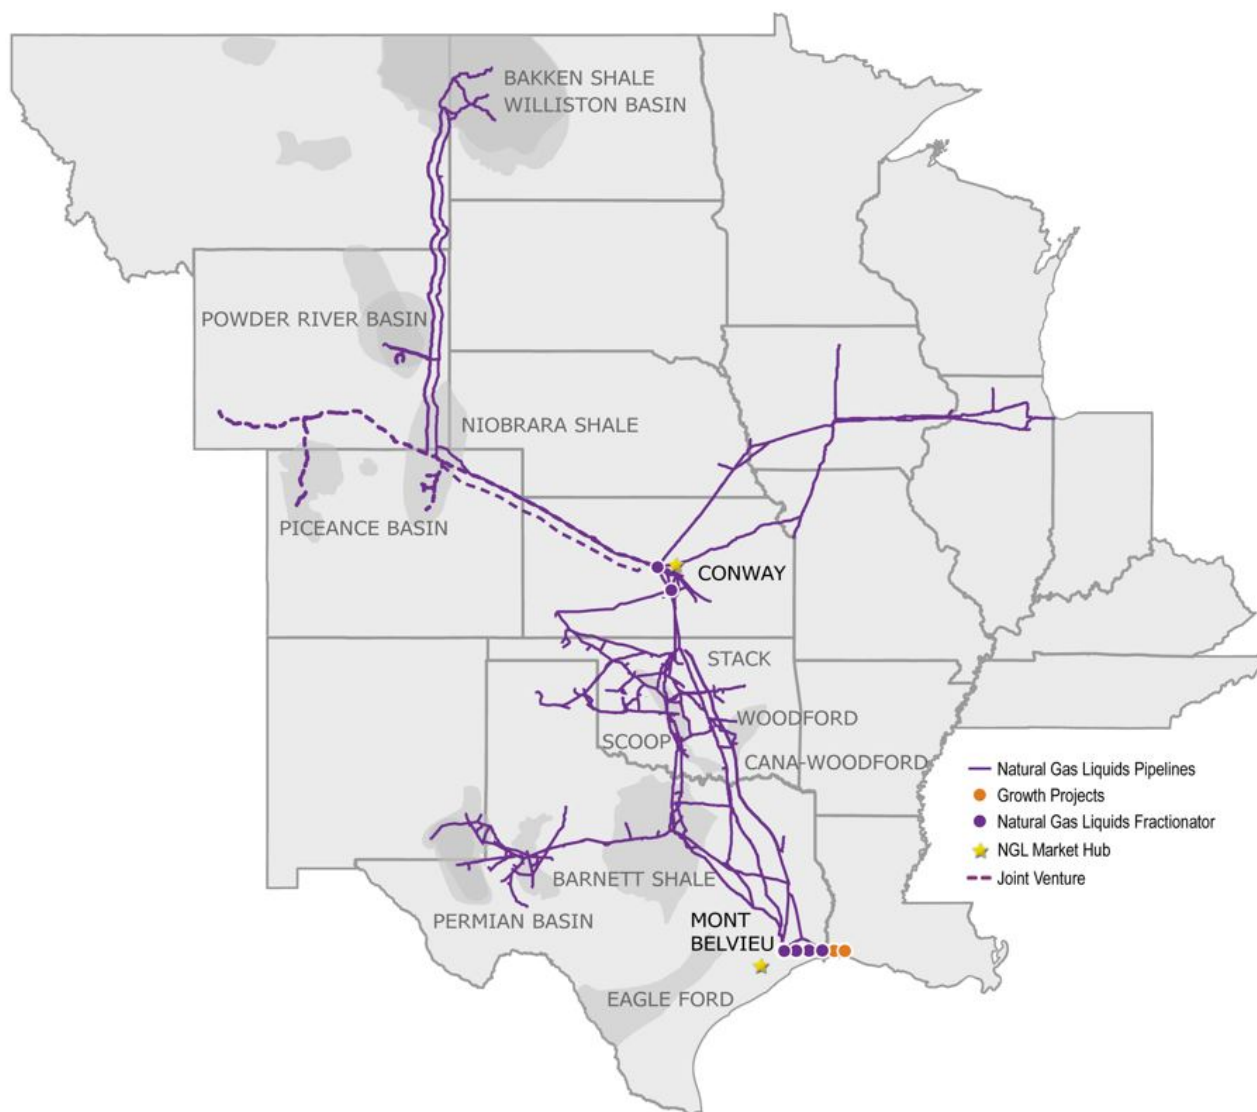 BAKKEN SHALE
WILLISTON BASIN
POWDER RIVER BASIN
NIOBRARA SHALE
PICEANCE BASIN
CONWAY
STACK
WOODFORD
SCOOP
CANA-WOODFORD
Natural Gas Liquids Pipelines
Growth Projects
Natural Gas Liquids Fractionator
NGL Market Hub
Joint Venture
BARNETT SHALE
PERMIAN BASIN
MONT
BELVIEU
EAGLE FORD